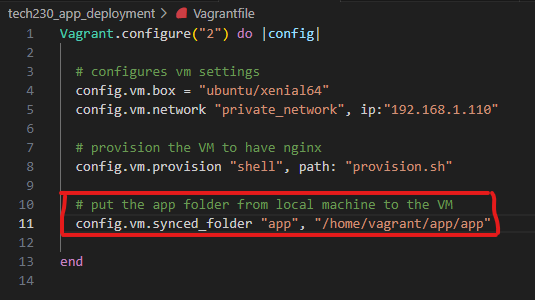 tech230_app_deployment > Vagrantfile
1 Vagrant.configure("2") do |config|
2
3 # configures vm settings
4 config.vm.box = "ubuntu/xenial64"
5 config.vm.network "private_network", ip:"192.168.1.110"
6
7 # provision the VM to have nginx
8 config.vm.provision "shell", path: "provision.sh"
9
10 # put the app folder from local machine to the VM
11 config.vm.synced_folder "app", "/home/vagrant/app/app"
12
13 end
14